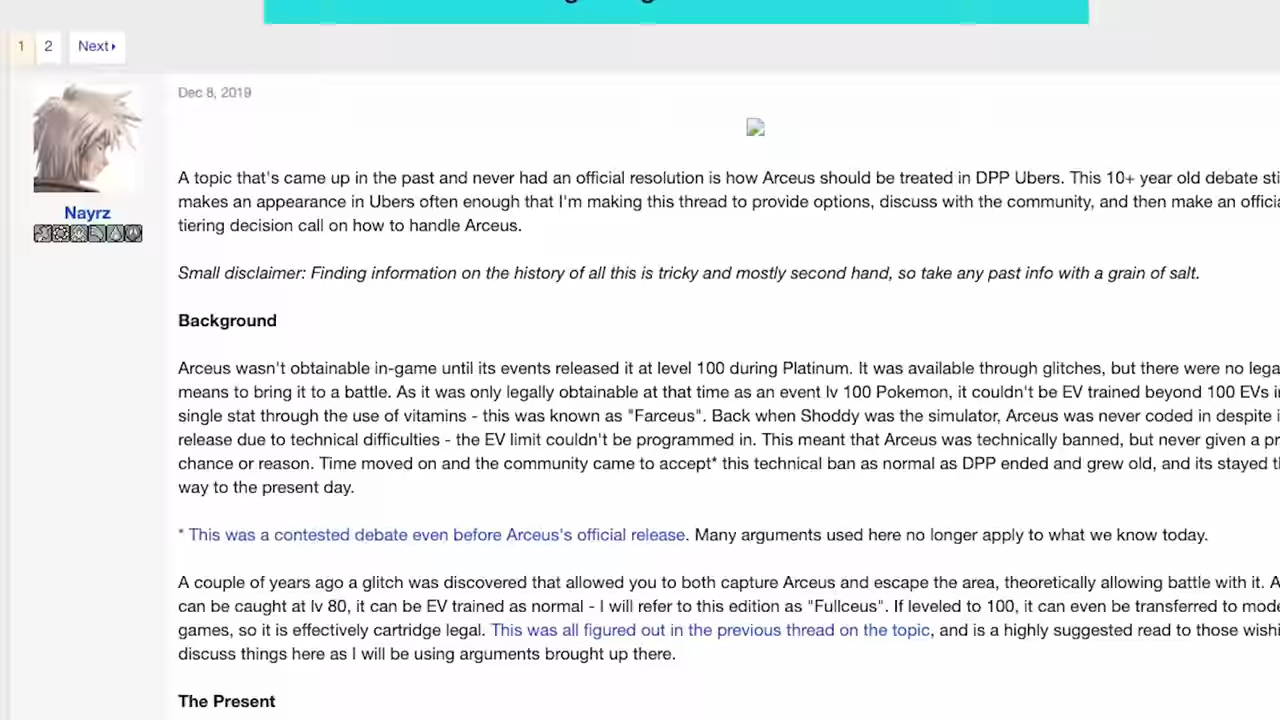 1 2 Next
Dec 8, 2019
Nayrz
A topic that's came up in the past and never had an official resolution is how Arceus should be treated in DPP Ubers. This 10+ year old debate
makes an appearance in Ubers often enough that I'm making this thread to provide options, discuss with the community, and then make an
tiering decision call on how to handle Arceus.
Small disclaimer: Finding information on the history of all this is tricky and mostly second hand, so take any past info with a grain of salt.
Background
Arceus wasn't obtainable in-game until its events released it at level 100 during Platinum. It was available through glitches, but there were no
means to bring it to a battle. As it was only legally obtainable at that time as an event lv 100 Pokemon, it couldn't be EV trained beyond 100 EVs
single stat through the use of vitamins - this was known as "Farceus". Back when Shoddy was the simulator, Arceus was never coded in despite
release due to technical difficulties - the EV limit couldn't be programmed in. This meant that Arceus was technically banned, but never given a
chance or reason. Time moved on and the community came to accept* this technical ban as normal as DPP ended and grew old, and its stayed
way to the present day.
* This was a contested debate even before Arceus's official release. Many arguments used here no longer apply to what we know today.
A couple of years ago a glitch was discovered that allowed you to both capture Arceus and escape the area, theoretically allowing battle with it.
can be caught at lv 80, it can be EV trained as normal - I will refer to this edition as "Fullceus". If leveled to 100, it can even be transferred to
games, so it is effectively cartridge legal. This was all figured out in the previous thread on the topic, and is a highly suggested read to those
discuss things here as I will be using arguments brought up there.
The Present